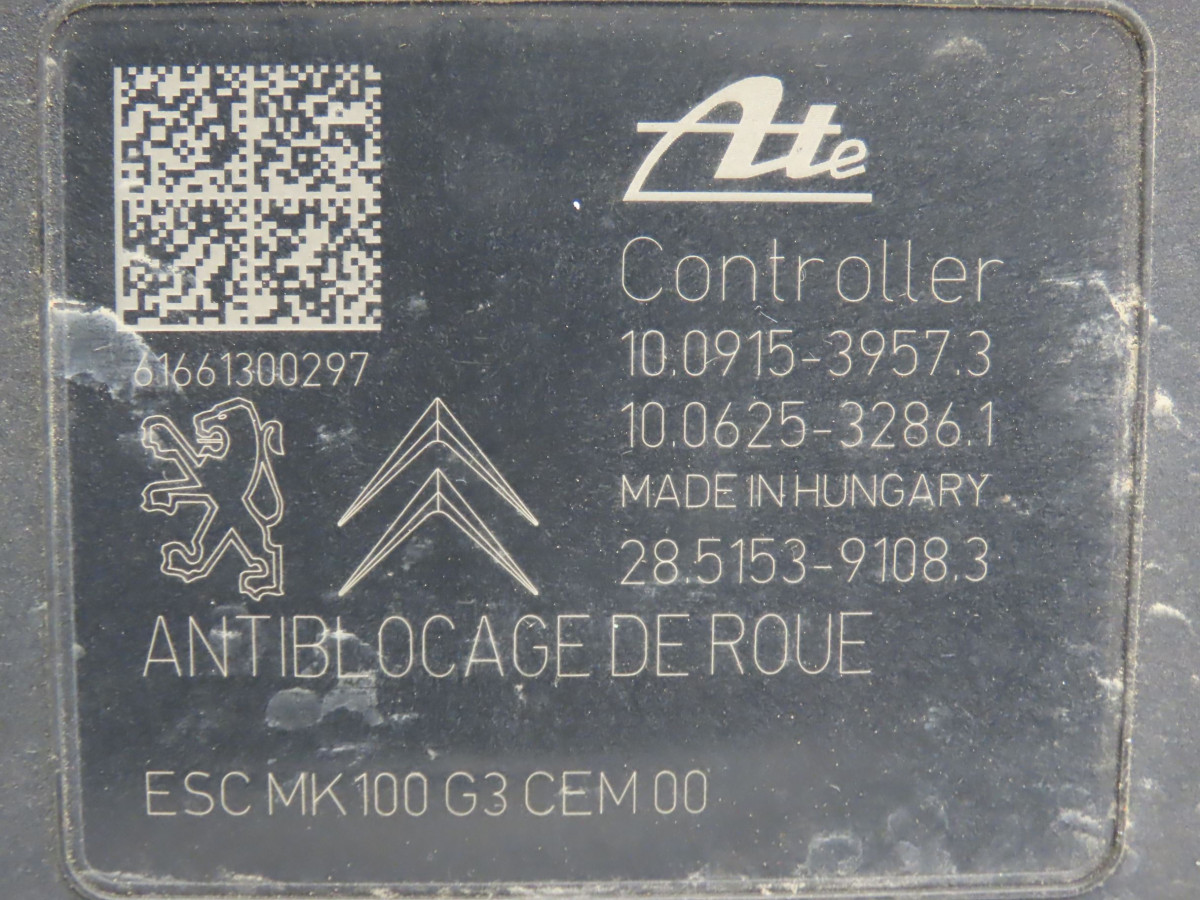 Ate
61661300297
Controller
10.0915-3957.3
10.0625-3286.1
MADE IN HUNGARY
28.5153-9108.3
ANTIBLOCAGE DE ROUE
ESC MK100 G3 CEM 00